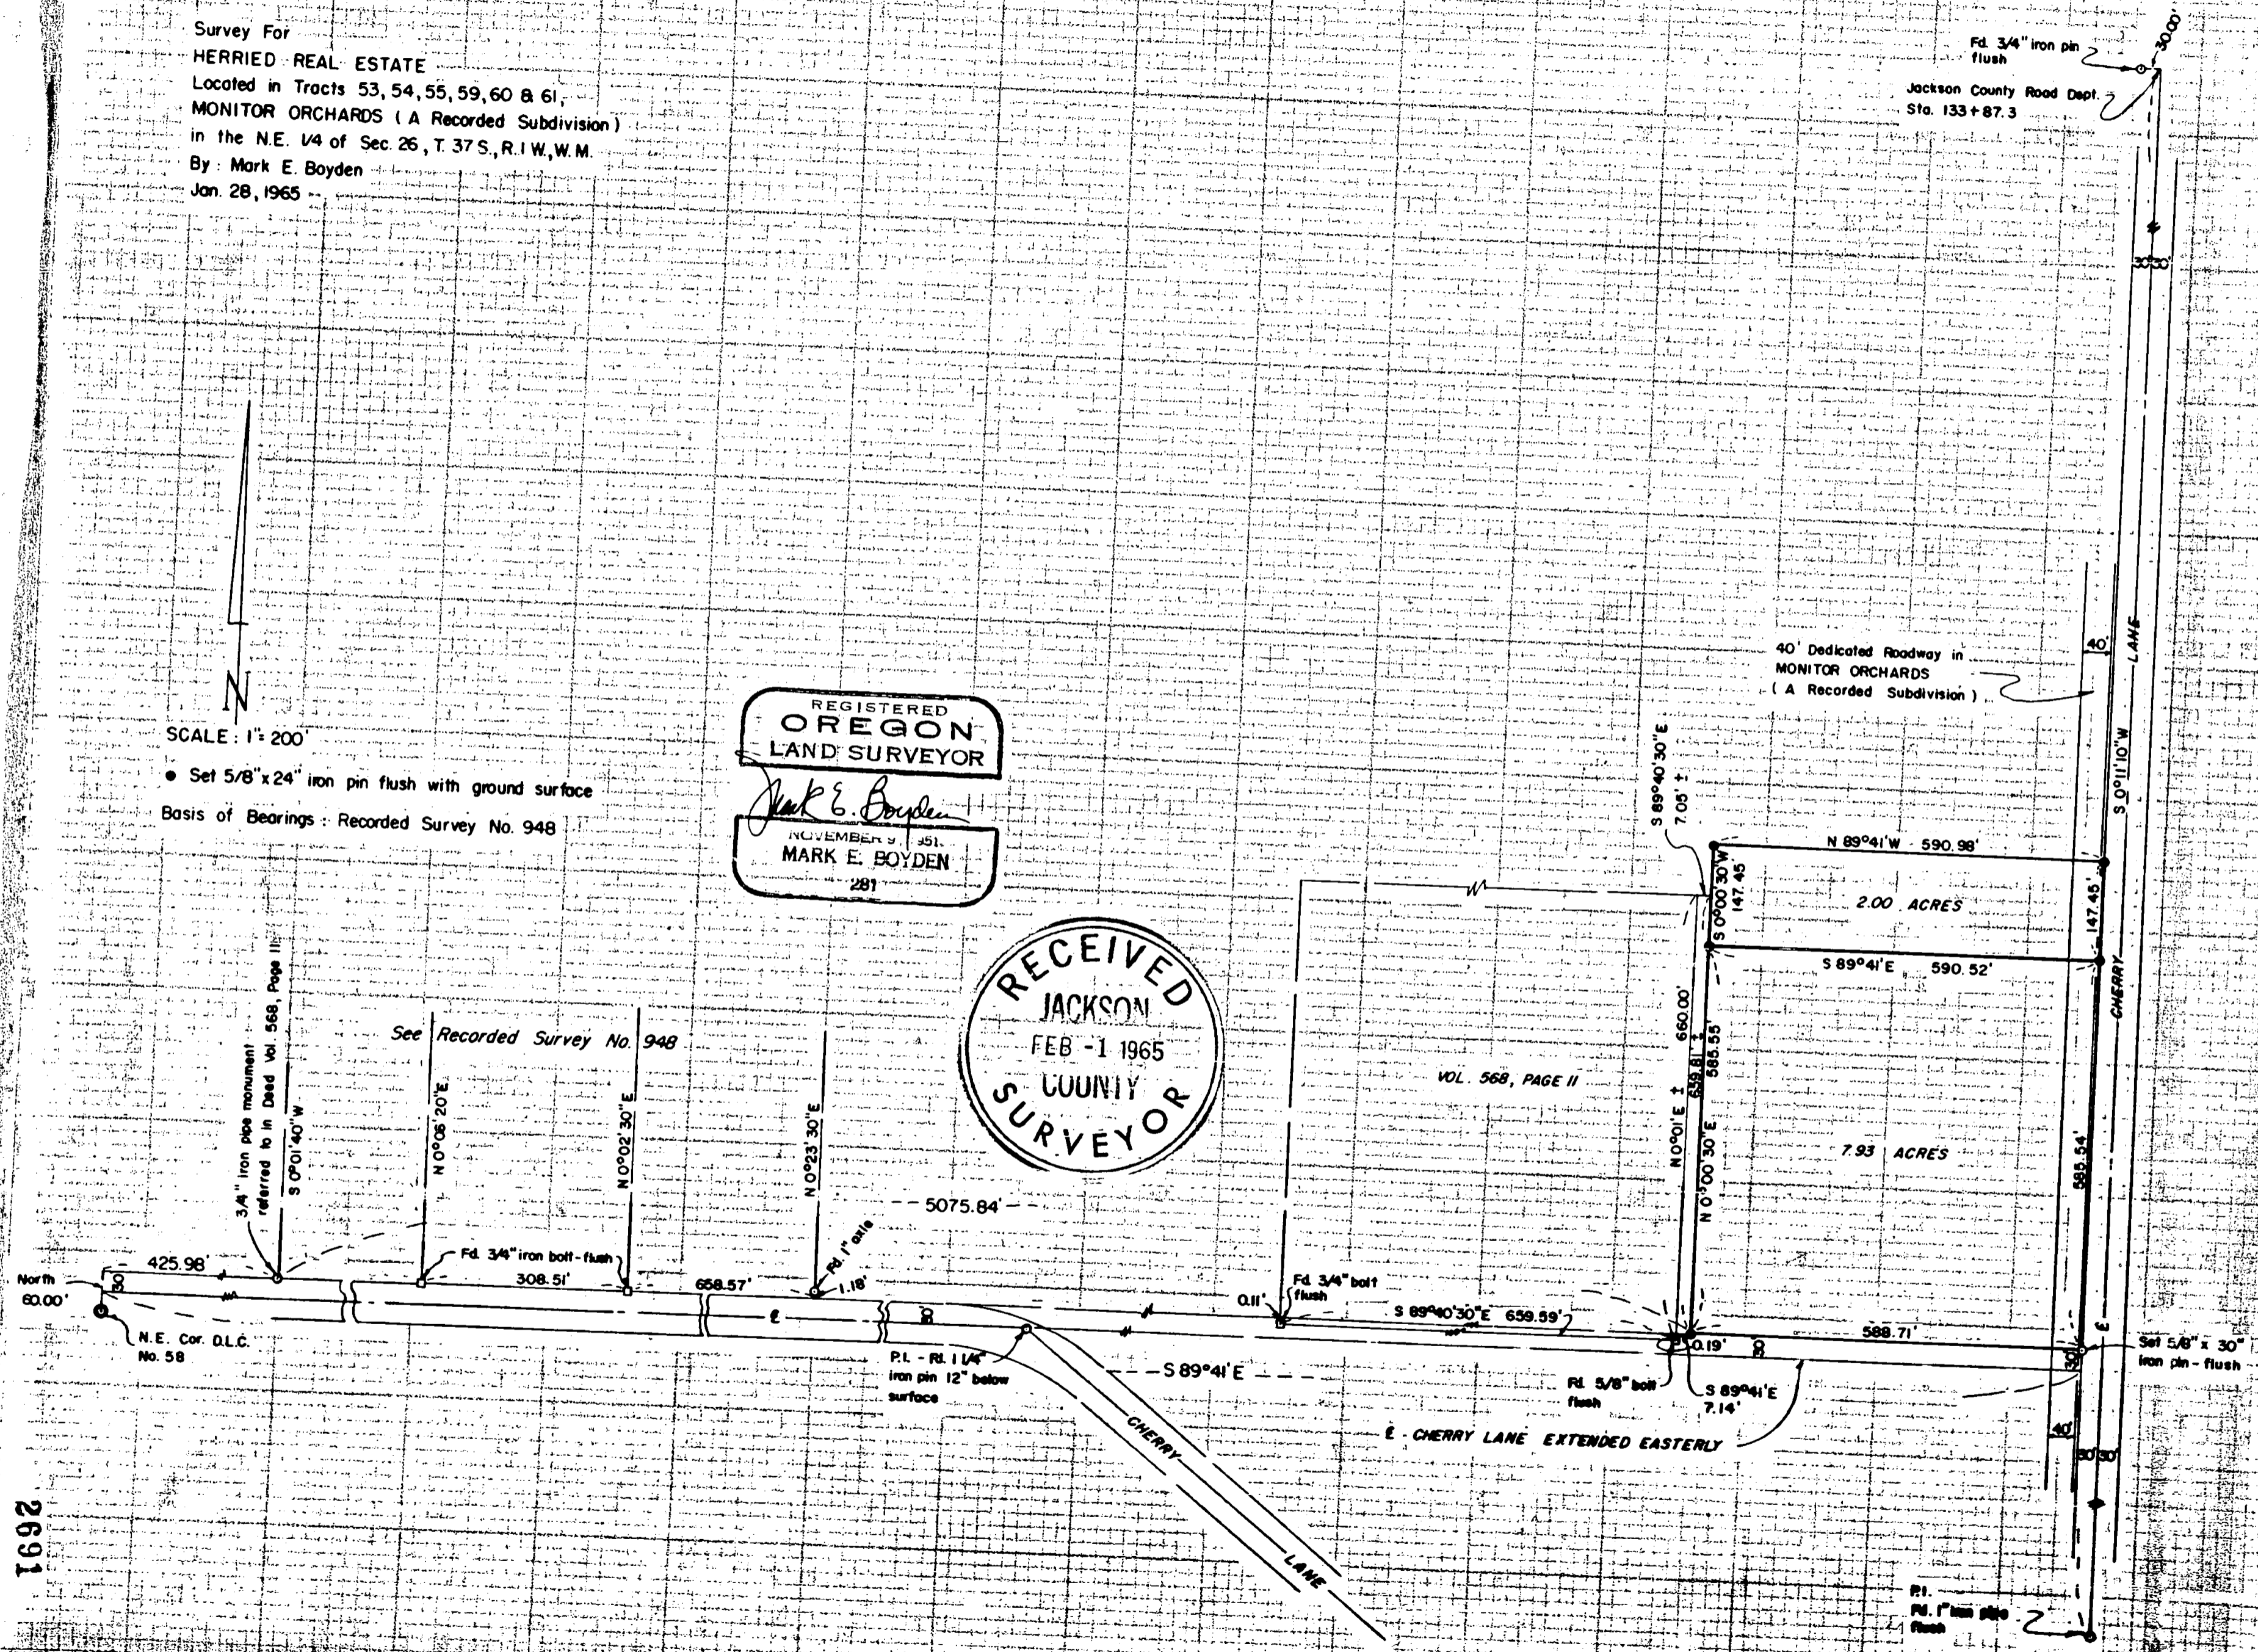 Survey For
HERRIED REAL ESTATE
Located in Tracts 53, 54, 55, 59, 60 & 61,
MONITOR ORCHARDS ( A Recorded Subdivision )
in the N.E. 1/4 of Sec. 26, T. 37 S., R. 1 W., W. M.
By : Mark E. Boyden
Jan. 28, 1965
Fd. 3/4" iron pin
flush
30.00'
Jackson County Road Dept.
Sta. 133+87.3
30' 30'
N
SCALE : 1"= 200'
● Set 5/8" x 24" iron pin flush with ground surface
Basis of Bearings : Recorded Survey No. 948
REGISTERED
OREGON
LAND SURVEYOR
Mark E. Boyden
NOVEMBER 9, 1951
MARK E. BOYDEN
281
RECEIVED
JACKSON
FEB -1 1965
COUNTY
SURVEYOR
40' Dedicated Roadway in
MONITOR ORCHARDS
( A Recorded Subdivision )
40'
LANE
S 0°11'10" W
CHERRY
S 89°40'30" E
7.05' ±
N 89°41' W 590.98'
S 0°00'30" W
147.45
2.00 ACRES
147.45'
S 89°41' E 590.52'
N 0°01' E ± 660.00'
659.81' ±
N 0°00'30" E 585.55'
VOL. 568, PAGE 11
7.93 ACRES
585.54'
3/4" iron pipe monument
referred to in Deed Vol. 568, Page 11
S 0°01'40" W
See Recorded Survey No. 948
N 0°06'20" E
N 0°02'30" E
N 0°23'30" E
5075.84'
425.98'
North
60.00'
30'
N.E. Cor. D.L.C.
No. 58
Fd. 3/4" iron bolt-flush
308.51'
658.57'
Fd. 1" axle
1.18'
℄
P.I. - Fd. 1 1/4"
iron pin 12" below
surface
S 89°41' E
0.11'
Fd. 3/4" bolt
flush
S 89°40'30" E 659.59'
Fd. 5/8" bolt
flush
0.19'
S 89°41' E
7.14'
30'
588.71'
30'
℄
Set 5/8" x 30"
iron pin - flush
℄ CHERRY LANE EXTENDED EASTERLY
CHERRY
LANE
40'
30' 30'
P.I.
Fd. 1" iron pipe
flush
2691